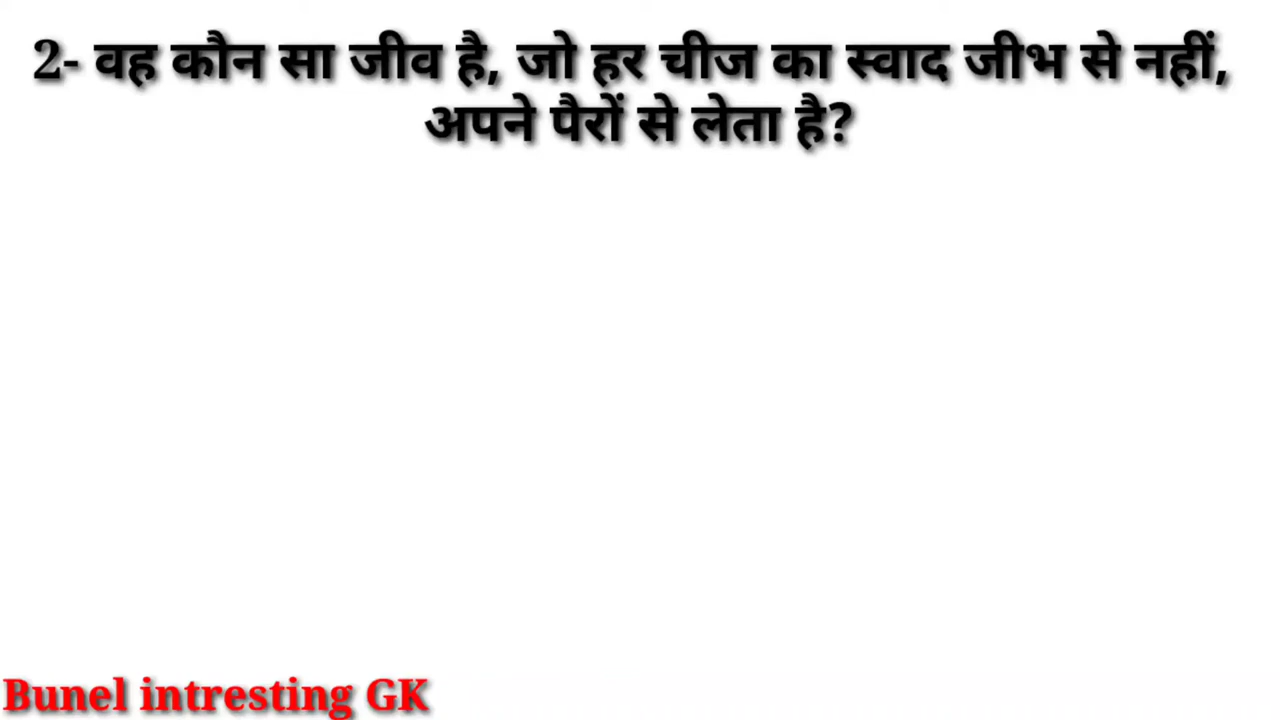 2- वह कौन सा जीव है, जो हर चीज का स्वाद जीभ से नहीं,
अपने पैरों से लेता है?
Bunel intresting GK